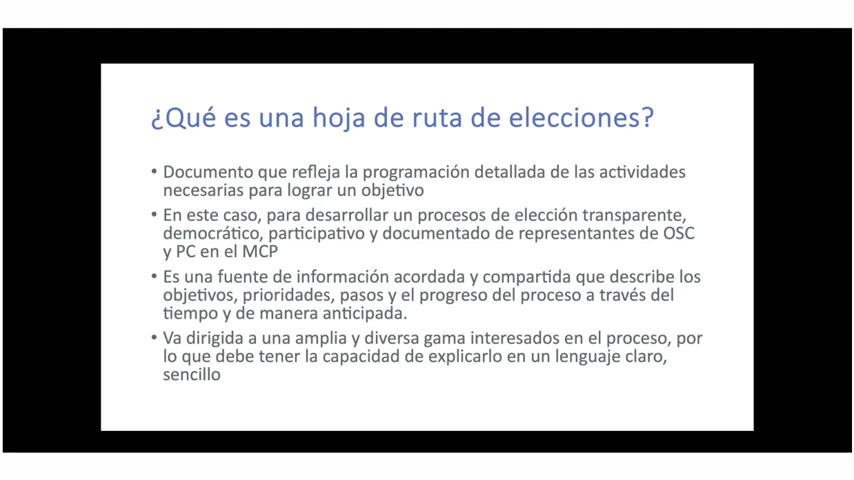 ¿Qué es una hoja de ruta de elecciones?
• Documento que refleja la programación detallada de las actividades
necesarias para lograr un objetivo
• En este caso, para desarrollar un procesos de elección transparente,
democrático, participativo y documentado de representantes de OSC
y PC en el MCP
• Es una fuente de información acordada y compartida que describe los
objetivos, prioridades, pasos y el progreso del proceso a través del
tiempo y de manera anticipada.
• Va dirigida a una amplia y diversa gama interesados en el proceso, por
lo que debe tener la capacidad de explicarlo en un lenguaje claro,
sencillo